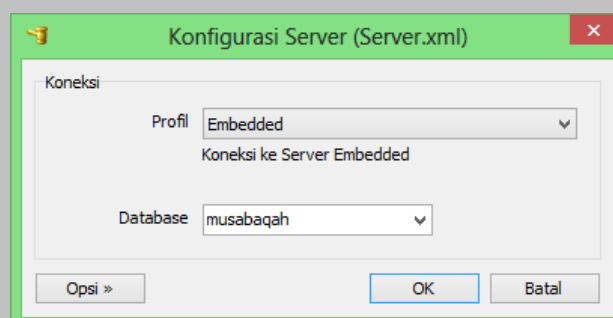 Konfigurasi Server (Server.xml)
Koneksi
Profil Embedded
Koneksi ke Server Embedded
Database musabaqah
Opsi » OK Batal